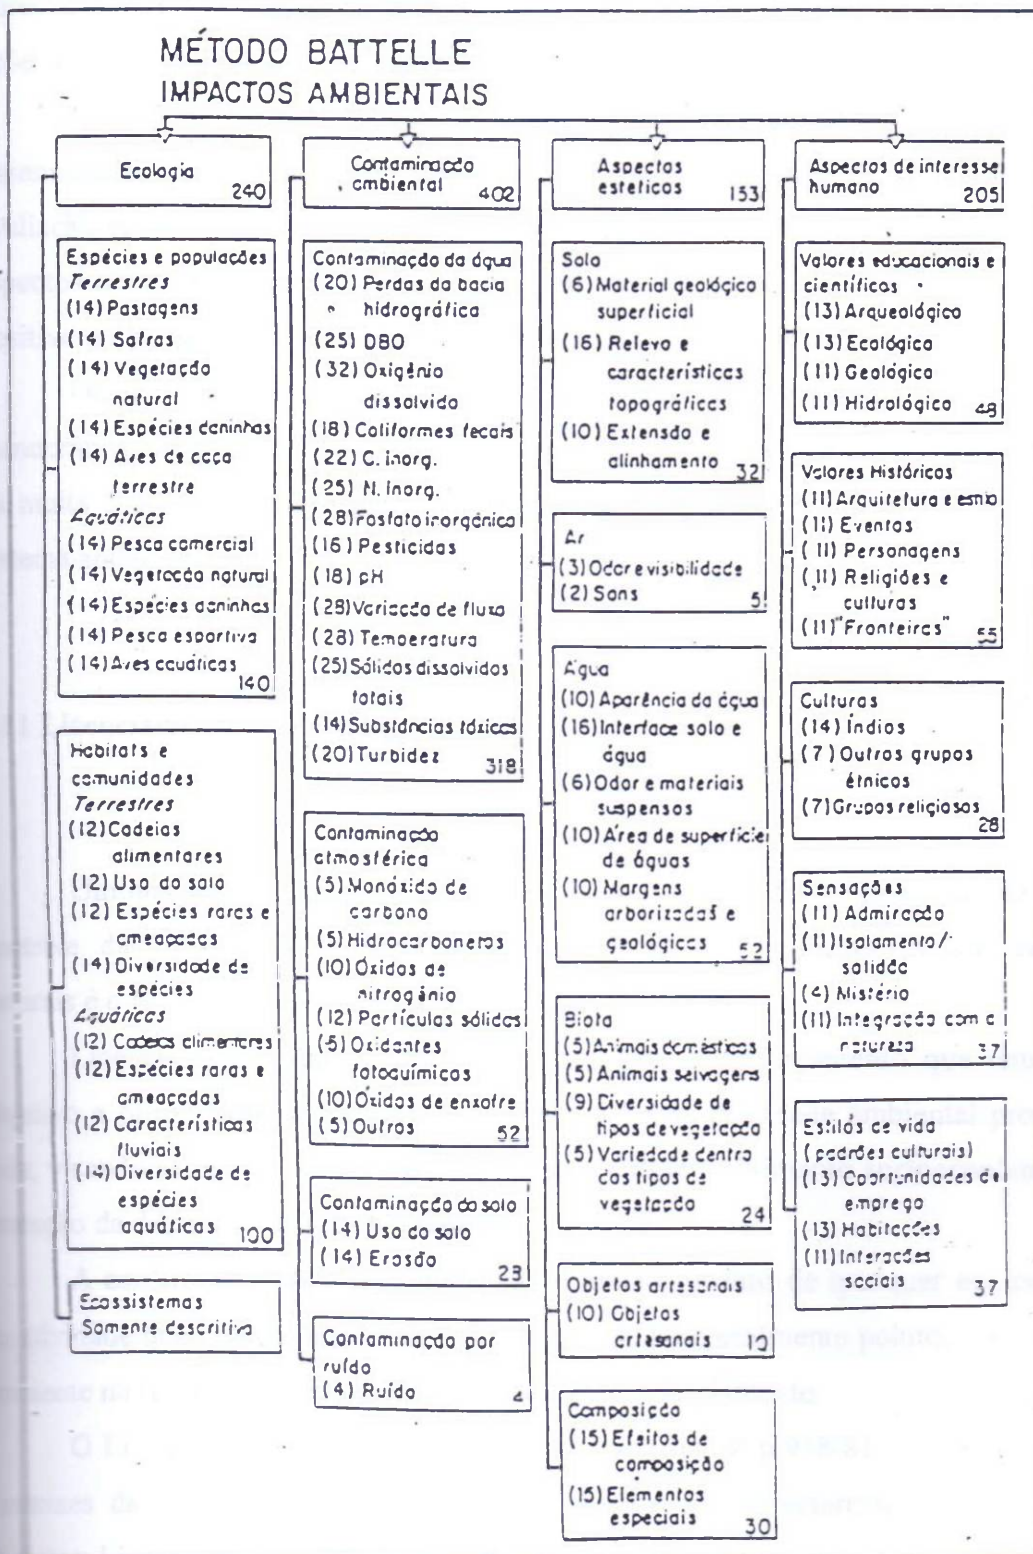 MÉTODO BATTELLE
IMPACTOS AMBIENTAIS
Ecologia
240
Espécies e populações
Terrestres
(14) Pastagens
(14) Safras
(14) Vegetação
natural
(14) Espécies daninhas
(14) Aves de caça
terrestre
Aquáticas
(14) Pesca comercial
(14) Vegetação natural
(14) Espécies daninhas
(14) Pesca esportiva
(14) Aves aquáticas
140
Habitats e
comunidades
Terrestres
(12) Cadeias
alimentares
(12) Uso do solo
(12) Espécies raras e
ameaçadas
(14) Diversidade de
espécies
Aquáticas
(12) Cadeias alimentares
(12) Espécies raras e
ameaçadas
(12) Características
fluviais
(14) Diversidade de
espécies
aquáticas
100
Ecossistemas
Somente descritivo
Contaminação
ambiental
402
Contaminação da água
(20) Perdas da bacia
hidrográfica
(25) DBO
(32) Oxigênio
dissolvido
(18) Coliformes fecais
(22) C. inorg.
(25) N. inorg.
(28) Fosfato inorgânico
(16) Pesticidas
(18) pH
(28) Variação de fluxo
(28) Temperatura
(25) Sólidos dissolvidos
totais
(14) Substâncias tóxicas
(20) Turbidez
318
Contaminação
atmosférica
(5) Monóxido de
carbono
(5) Hidrocarbonetos
(10) Óxidos de
nitrogênio
(12) Partículas sólidas
(5) Oxidantes
fotoquímicos
(10) Óxidos de enxofre
(5) Outros
52
Contaminação do solo
(14) Uso do solo
(14) Erosão
28
Contaminação por
ruído
(4) Ruído
4
Aspectos
estéticos
153
Solo
(6) Material geológico
superficial
(16) Relevo e
características
topográficas
(10) Extensão e
alinhamento
32
Ar
(3) Odor e visibilidade
(2) Sons
5
Água
(10) Aparência da água
(16) Interface solo e
água
(6) Odor e materiais
suspensos
(10) Área de superfície
de águas
(10) Margens
arborizadas e
geológicas
52
Biota
(5) Animais domésticos
(5) Animais selvagens
(9) Diversidade de
tipos de vegetação
(5) Variedade dentro
dos tipos de
vegetação
24
Objetos artesanais
(10) Objetos
artesanais
10
Composição
(15) Efeitos de
composição
(15) Elementos
especiais
30
Aspectos de interesse
humano
205
Valores educacionais e
científicos
(13) Arqueológico
(13) Ecológico
(11) Geológico
(11) Hidrológico
48
Valores Históricos
(11) Arquitetura e estilo
(11) Eventos
(11) Personagens
(11) Religiões e
culturas
(11) "Fronteiras"
55
Culturas
(14) Índios
(7) Outros grupos
étnicos
(7) Grupos religiosos
28
Sensações
(11) Admiração
(11) Isolamento/
solidão
(4) Mistério
(11) Integração com a
natureza
37
Estilos de vida
(padrões culturais)
(13) Oportunidades de
emprego
(13) Habitações
(11) Interações
sociais
37